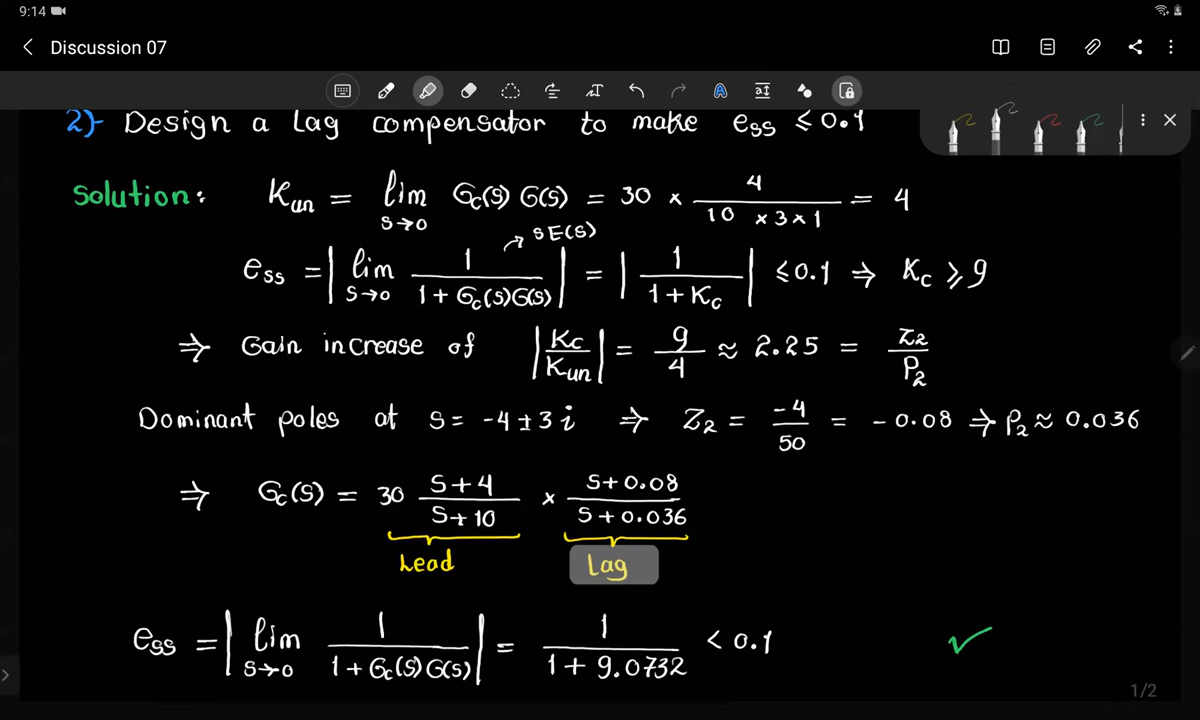 9:14
Discussion 07
2)- Design a Lag compensator to make ess ≤ 0.1
Solution: Kun = lim s→0 Gc(s) G(s) = 30 × 4 / (10 × 3 × 1) = 4
→ sE(s)
ess = | lim s→0 1 / (1 + Gc(s)G(s)) | = | 1 / (1 + Kc) | ≤ 0.1 ⇒ Kc ≥ 9
⇒ Gain increase of | Kc / Kun | = 9/4 ≈ 2.25 = Z2 / P2
Dominant poles at s = -4 ± 3i ⇒ Z2 = -4/50 = -0.08 ⇒ P2 ≈ 0.036
⇒ Gc(s) = 30 (s+4)/(s+10) × (s+0.08)/(s+0.036)
Lead Lag
ess = | lim s→0 1 / (1 + Gc(s)G(s)) | = 1 / (1 + 9.0732) < 0.1 ✓
1/2